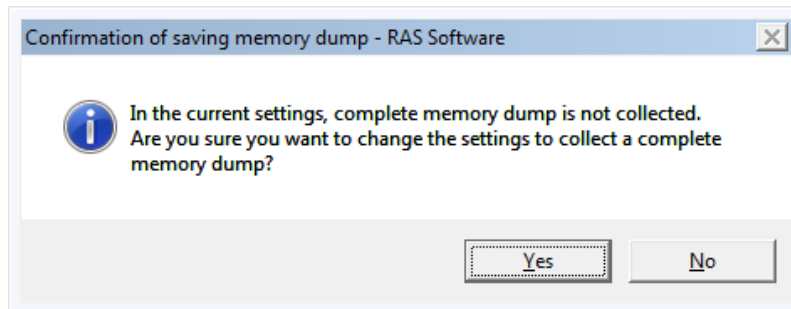 Confirmation of saving memory dump - RAS Software
In the current settings, complete memory dump is not collected.
Are you sure you want to change the settings to collect a complete
memory dump?
Yes
No